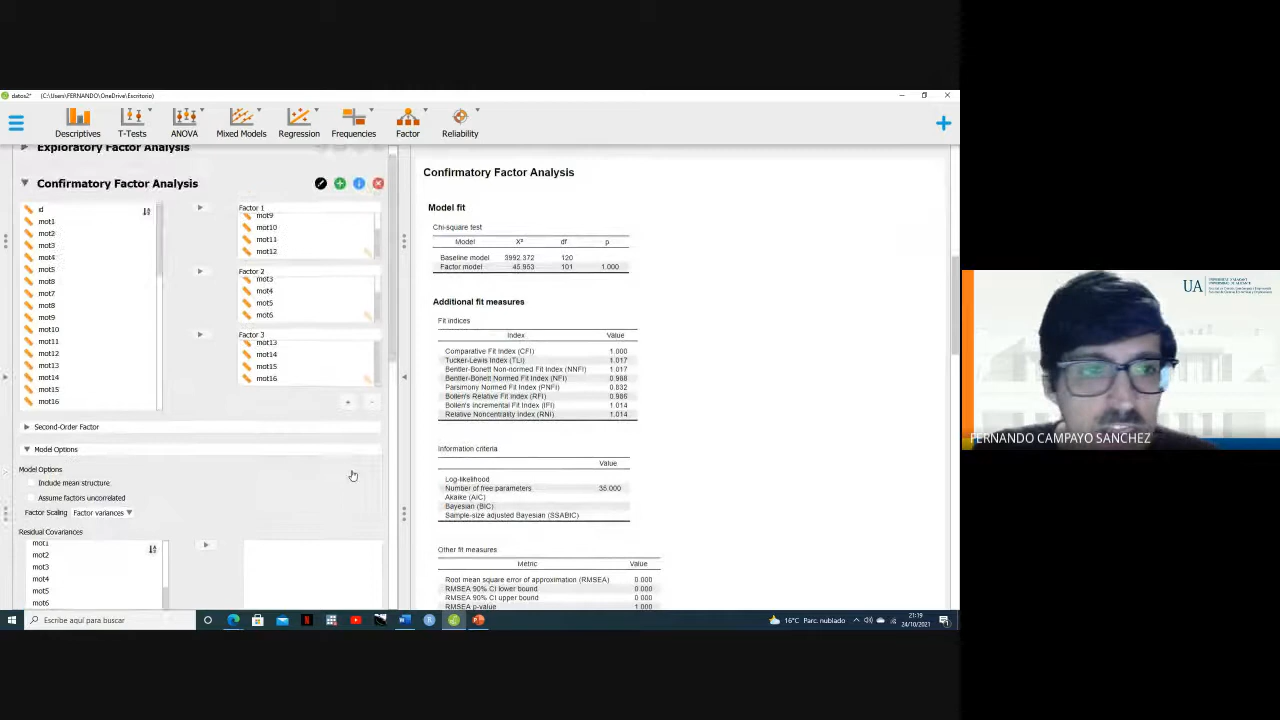 datos2* (C:\Users\FERNANDO\OneDrive\Escritorio)
Descriptives
T-Tests
ANOVA
Mixed Models
Regression
Frequencies
Factor
Reliability
Exploratory Factor Analysis
Confirmatory Factor Analysis
id
mot1
mot2
mot3
mot4
mot5
mot6
mot7
mot8
mot9
mot10
mot11
mot12
mot13
mot14
mot15
mot16
Factor 1
mot9
mot10
mot11
mot12
Factor 2
mot3
mot4
mot5
mot6
Factor 3
mot13
mot14
mot15
mot16
+ -
Second-Order Factor
Model Options
Model Options
Include mean structure
Assume factors uncorrelated
Factor Scaling Factor variances
Residual Covariances
mot1
mot2
mot3
mot4
mot5
mot6
Confirmatory Factor Analysis
Model fit
Chi-square test
Model X² df p
Baseline model 3992.372 120
Factor model 45.953 101 1.000
Additional fit measures
Fit indices
Index Value
Comparative Fit Index (CFI) 1.000
Tucker-Lewis Index (TLI) 1.017
Bentler-Bonett Non-normed Fit Index (NNFI) 1.017
Bentler-Bonett Normed Fit Index (NFI) 0.988
Parsimony Normed Fit Index (PNFI) 0.832
Bollen's Relative Fit Index (RFI) 0.986
Bollen's Incremental Fit Index (IFI) 1.014
Relative Noncentrality Index (RNI) 1.014
Information criteria
Value
Log-likelihood
Number of free parameters 35.000
Akaike (AIC)
Bayesian (BIC)
Sample-size adjusted Bayesian (SSABIC)
Other fit measures
Metric Value
Root mean square error of approximation (RMSEA) 0.000
RMSEA 90% CI lower bound 0.000
RMSEA 90% CI upper bound 0.000
RMSEA p-value 1.000
Escribe aquí para buscar
16°C Parc. nublado
21:19
24/10/2021
UA
FERNANDO CAMPAYO SANCHEZ